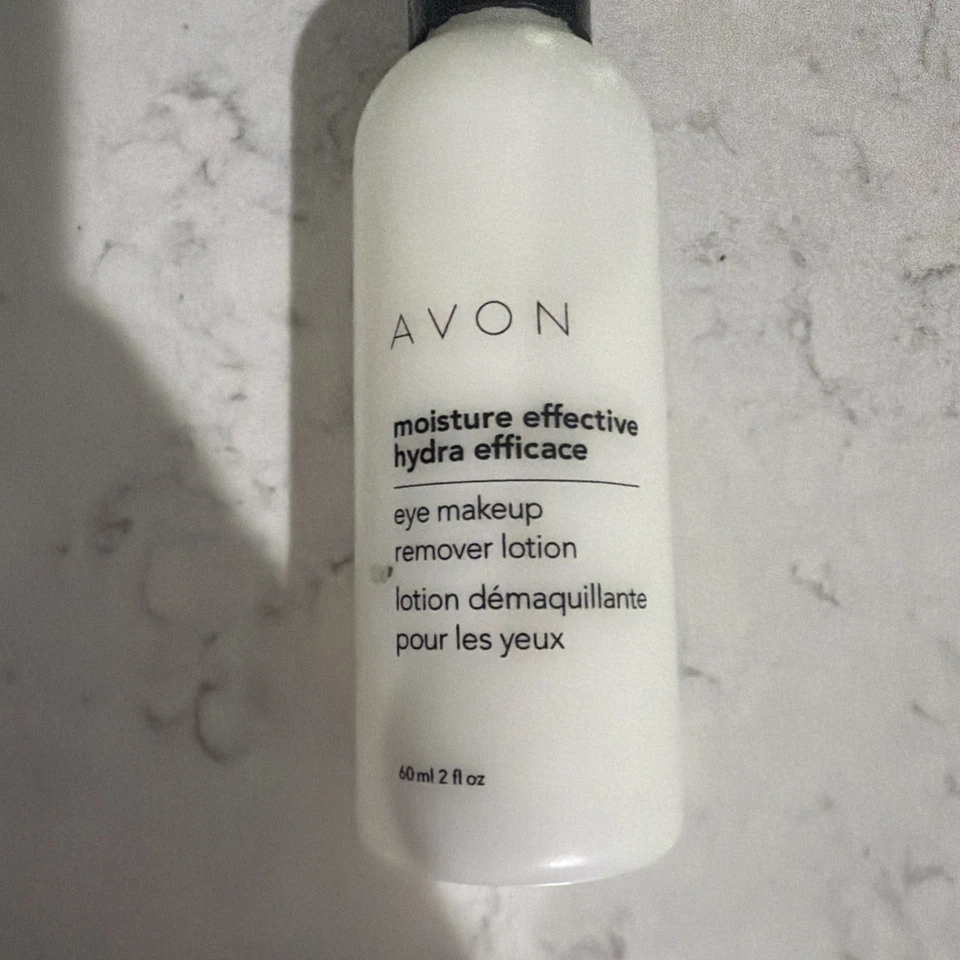 AVON
moisture effective
hydra efficace
eye makeup
remover lotion
lotion démaquillante
pour les yeux
60 ml 2 fl oz